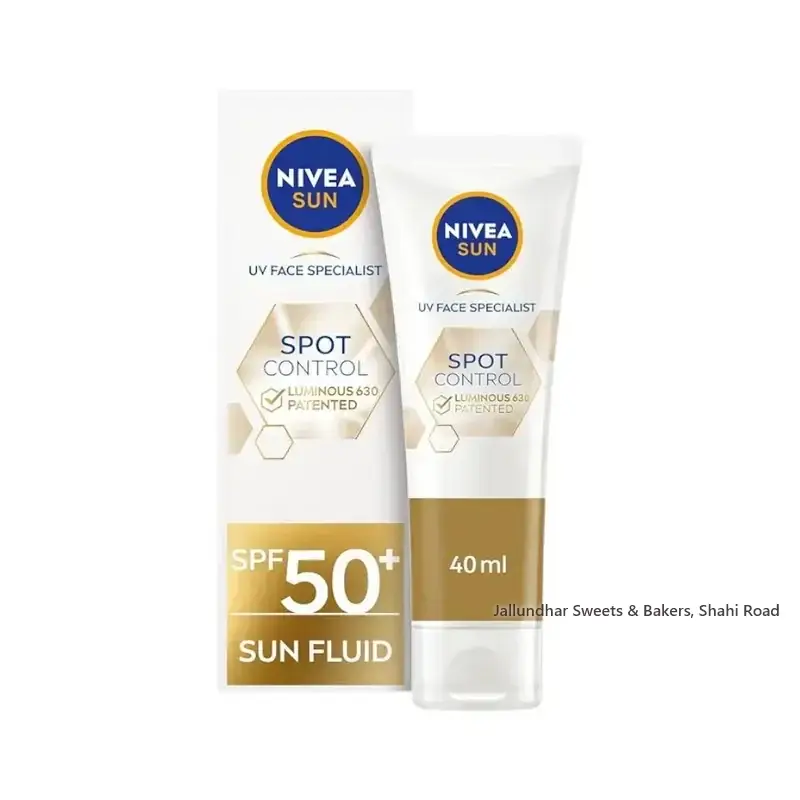 NIVEA
SUN
UV FACE SPECIALIST
SPOT
CONTROL
LUMINOUS 630
PATENTED
SPF 50+
SUN FLUID
NIVEA
SUN
UV FACE SPECIALIST
SPOT
CONTROL
LUMINOUS 630
PATENTED
40 ml
Jallundhar Sweets & Bakers, Shahi Road